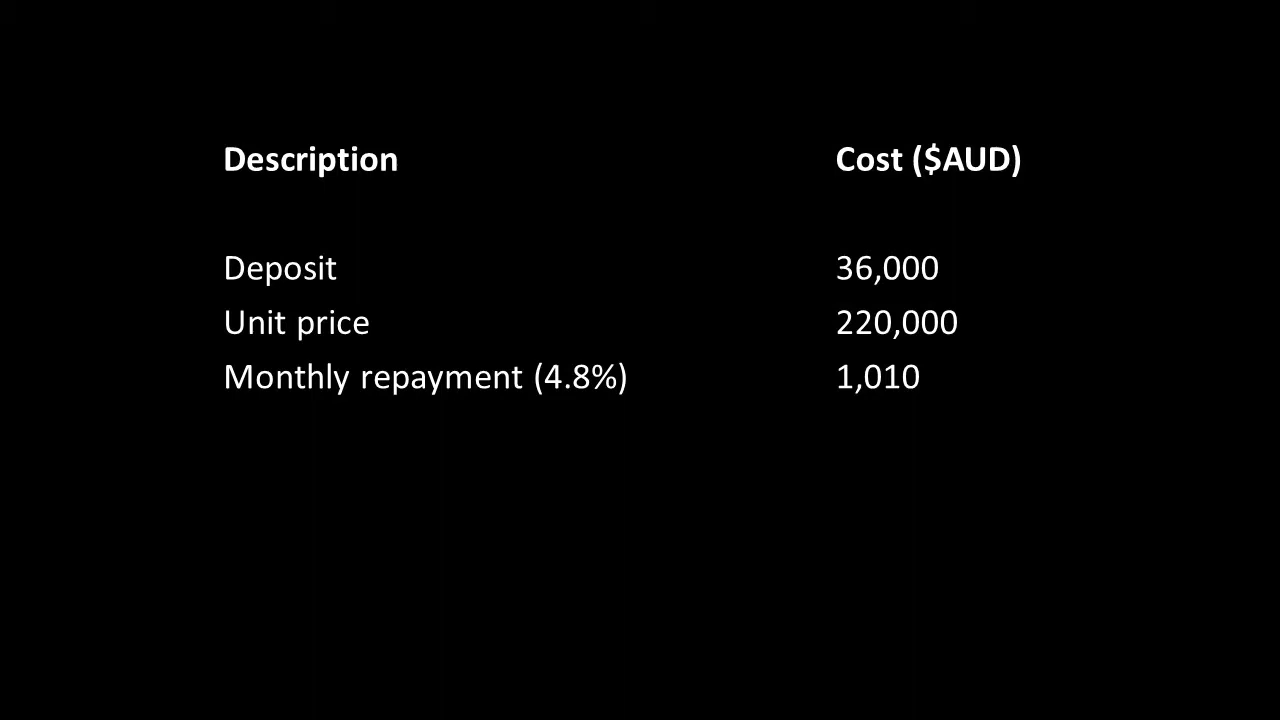 Description Cost ($AUD)
Deposit 36,000
Unit price 220,000
Monthly repayment (4.8%) 1,010